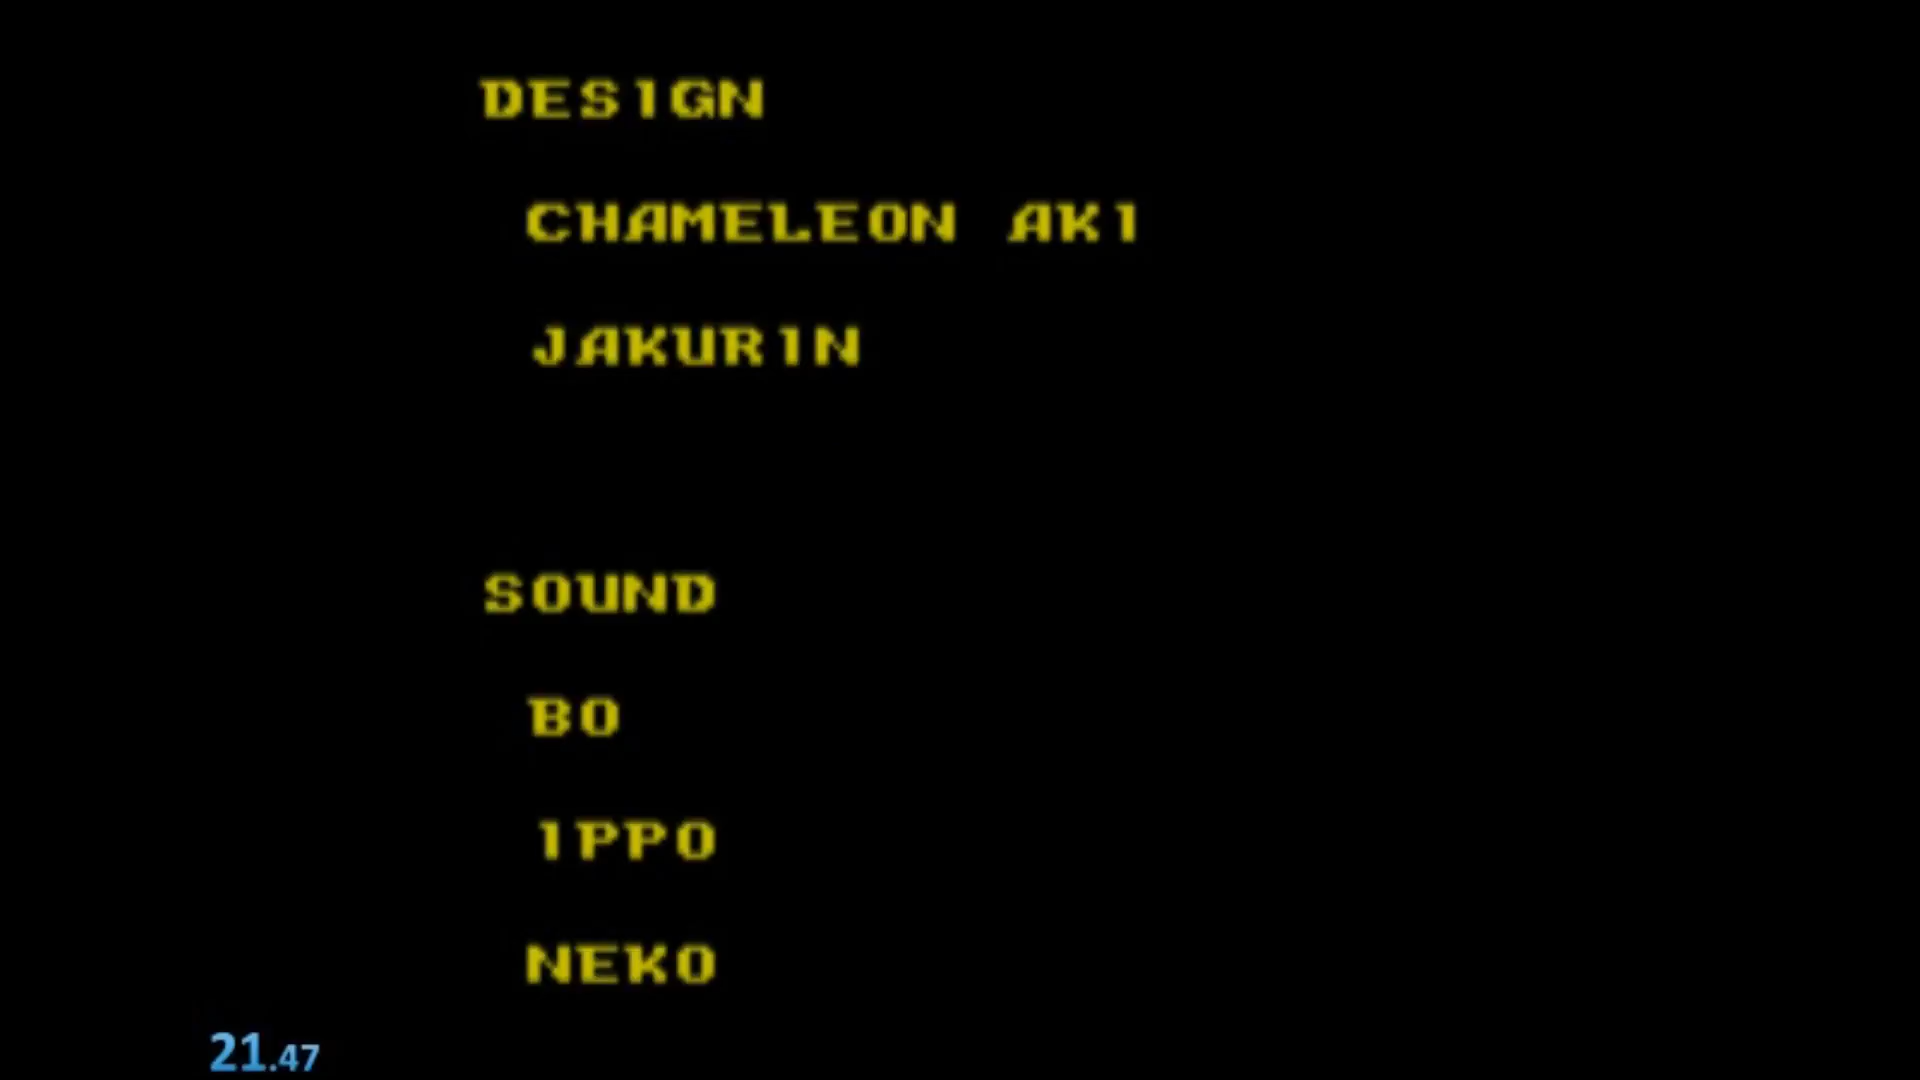 DESIGN
CHAMELEON AKI
JAKURIN
SOUND
BO
IPPO
NEKO
21.47